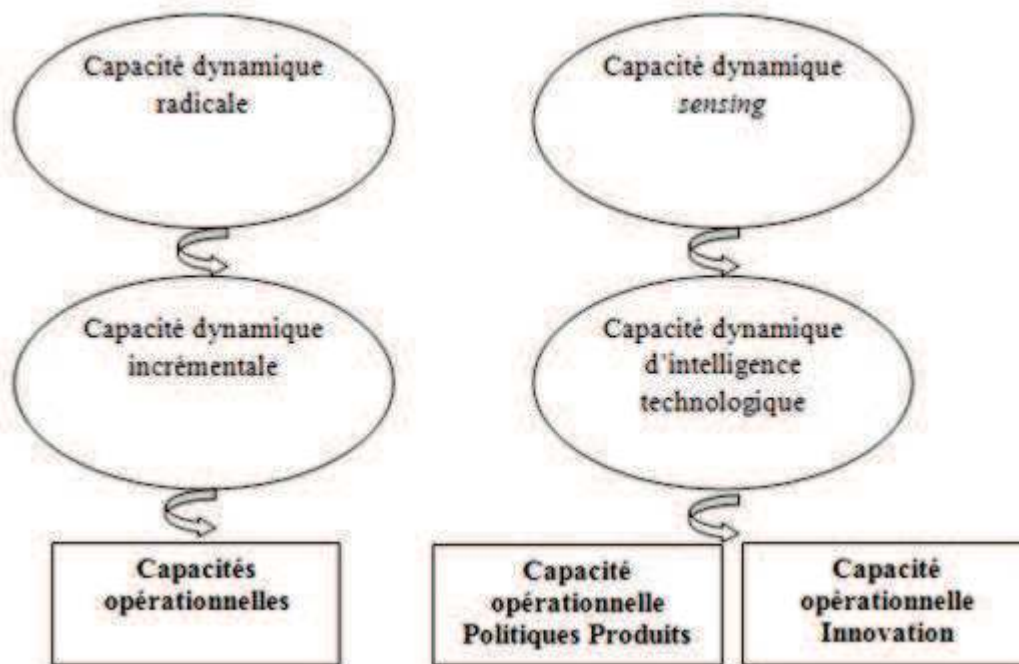 Capacité dynamique
radicale
Capacité dynamique
sensing
Capacité dynamique
incrémentale
Capacité dynamique
d'intelligence
technologique
Capacités
opérationnelles
Capacité
opérationnelle
Politiques Produits
Capacité
opérationnelle
Innovation